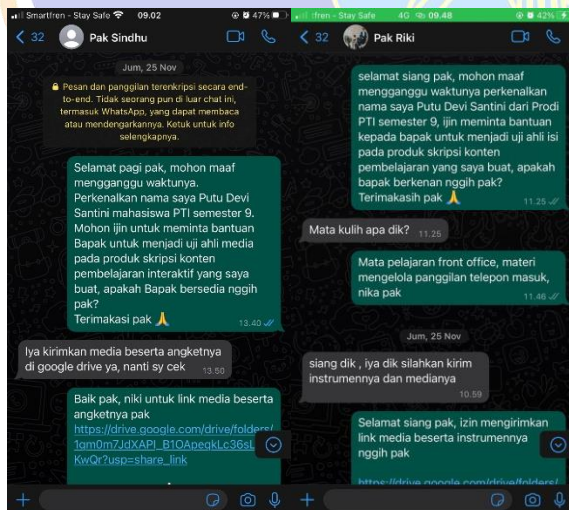 Smartfren - Stay Safe 09.02 47%
32 Pak Sindhu
Jum, 25 Nov
Pesan dan panggilan terenkripsi secara end-
to-end. Tidak seorang pun di luar chat ini,
termasuk WhatsApp, yang dapat membaca
atau mendengarkannya. Ketuk untuk info
selengkapnya.
Selamat pagi pak, mohon maaf
mengganggu waktunya.
Perkenalkan nama saya Putu Devi
Santini mahasiswa PTI semester 9.
Mohon ijin untuk meminta bantuan
Bapak untuk menjadi uji ahli media
pada produk skripsi konten
pembelajaran interaktif yang saya
buat, apakah Bapak bersedia nggih
pak?
Terimakasi pak 🙏 13.40
Iya kirimkan media beserta angketnya
di google drive ya, nanti sy cek 13.50
Baik pak, niki untuk link media beserta
angketnya pak
https://drive.google.com/drive/folders/
KwQr?usp=share_link
Stay Safe 4G 09.48 42%
32 Pak Riki
selamat siang pak, mohon maaf
mengganggu waktunya perkenalkan
nama saya Putu Devi Santini dari Prodi
PTI semester 9, ijin meminta bantuan
kepada bapak untuk menjadi uji ahli isi
pada produk skripsi konten
pembelajaran yang saya buat, apakah
bapak berkenan nggih pak?
Terimakasih pak 🙏 11.25
Mata kulih apa dik? 11.25
Mata pelajaran front office, materi
mengelola panggilan telepon masuk,
nika pak 11.46
Jum, 25 Nov
siang dik , iya dik silahkan kirim
instrumennya dan medianya
10.59
Selamat siang pak, izin mengirimkan
link media beserta instrumennya
nggih pak
https://drive.google.com/drive/folders/